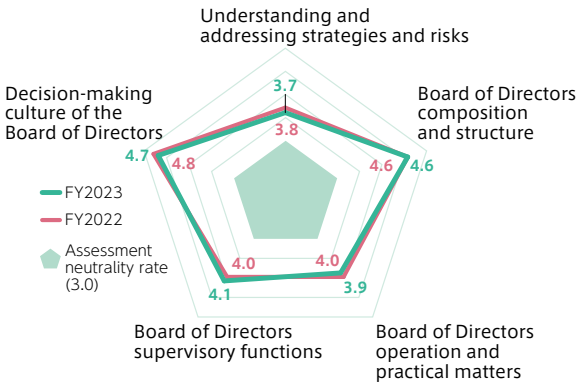 Understanding and
addressing strategies and risks
3.7
3.8
Decision-making
culture of the
Board of Directors
4.7
4.8
Board of Directors
composition
and structure
4.6
4.6
FY2023
FY2022
Assessment
neutrality rate
(3.0)
4.0
4.1
4.0
3.9
Board of Directors
supervisory functions
Board of Directors
operation and
practical matters